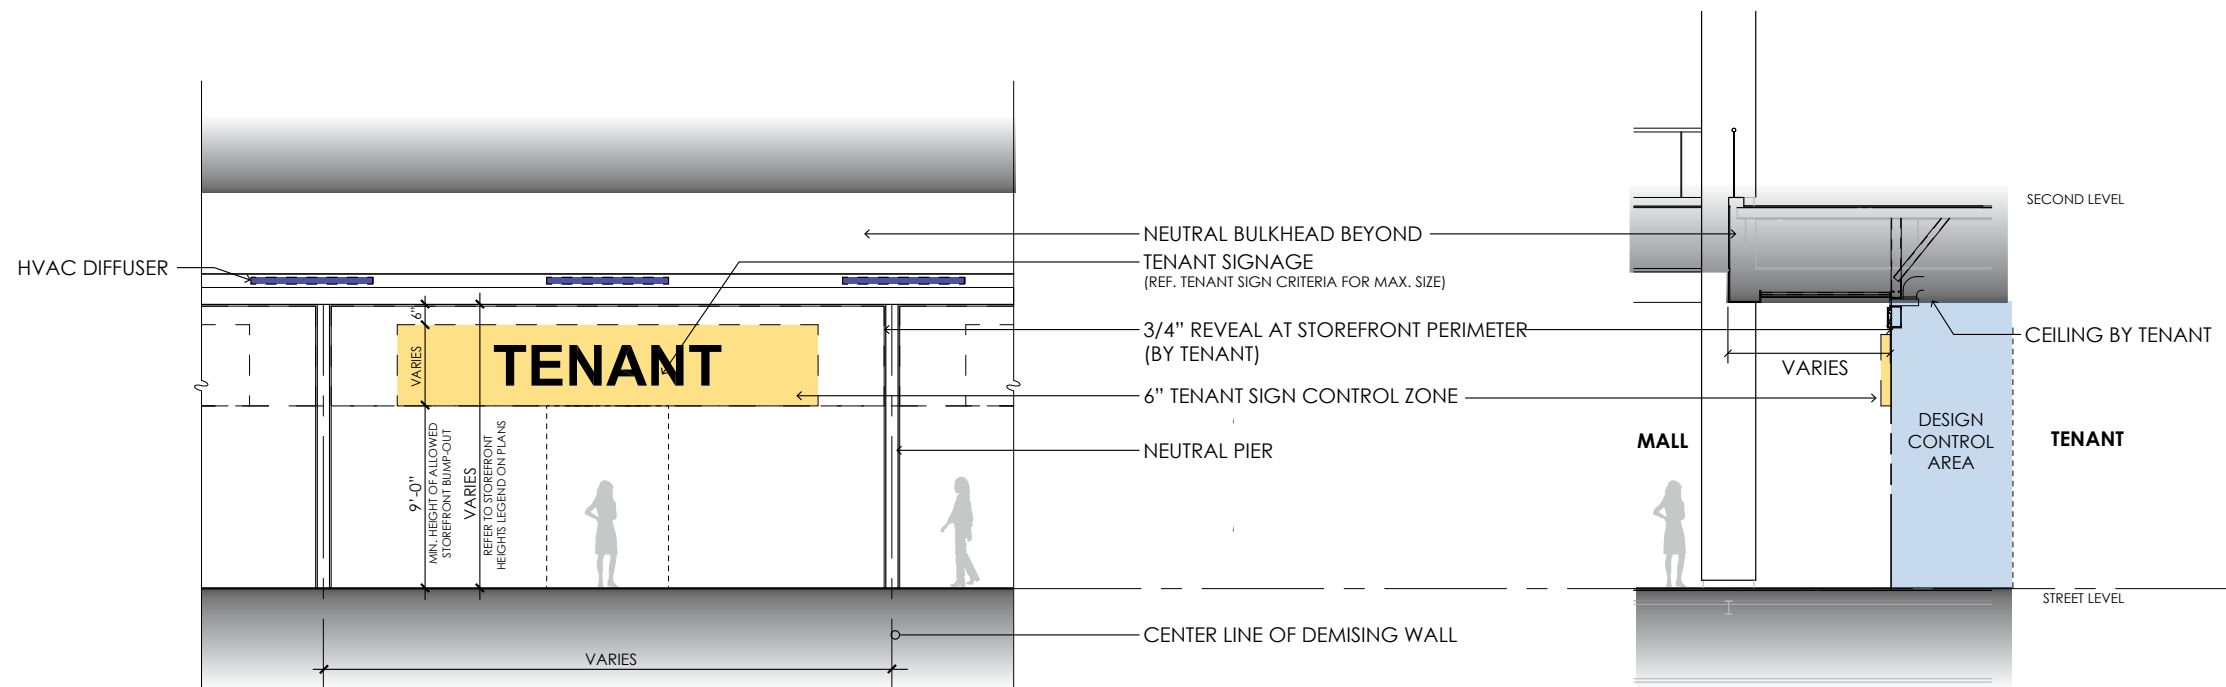 SECOND LEVEL
NEUTRAL BULKHEAD BEYOND
TENANT SIGNAGE
(REF. TENANT SIGN CRITERIA FOR MAX. SIZE)
HVAC DIFFUSER
6”
3/4” REVEAL AT STOREFRONT PERIMETER
(BY TENANT)
CEILING BY TENANT
VARIES
TENANT
VARIES
6” TENANT SIGN CONTROL ZONE
DESIGN
CONTROL
AREA
MALL
TENANT
NEUTRAL PIER
9’-0”
MIN. HEIGHT OF ALLOWED
STOREFRONT BUMP-OUT
VARIES
REFER TO STOREFRONT
HEIGHTS LEGEND ON PLANS
STREET LEVEL
CENTER LINE OF DEMISING WALL
VARIES